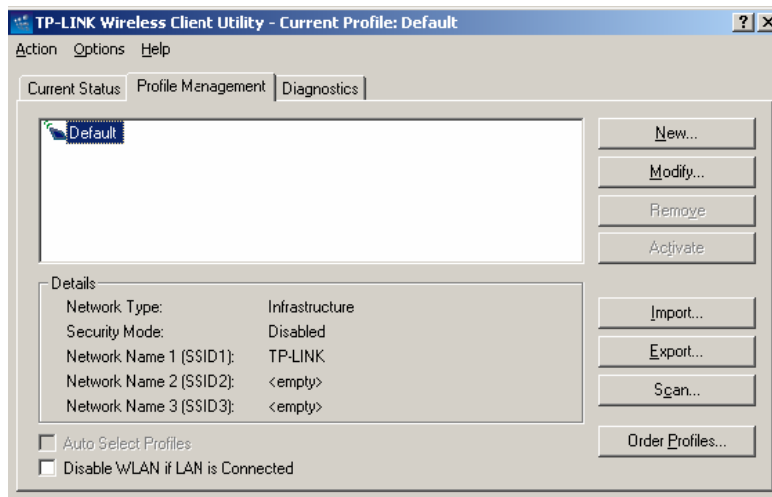 TP-LINK Wireless Client Utility - Current Profile: Default
Action Options Help
Current Status Profile Management Diagnostics
Default
New...
Modify...
Remove
Activate
Details
Network Type: Infrastructure
Security Mode: Disabled
Network Name 1 (SSID1): TP-LINK
Network Name 2 (SSID2): <empty>
Network Name 3 (SSID3): <empty>
Import...
Export...
Scan...
Auto Select Profiles
Order Profiles...
Disable WLAN if LAN is Connected